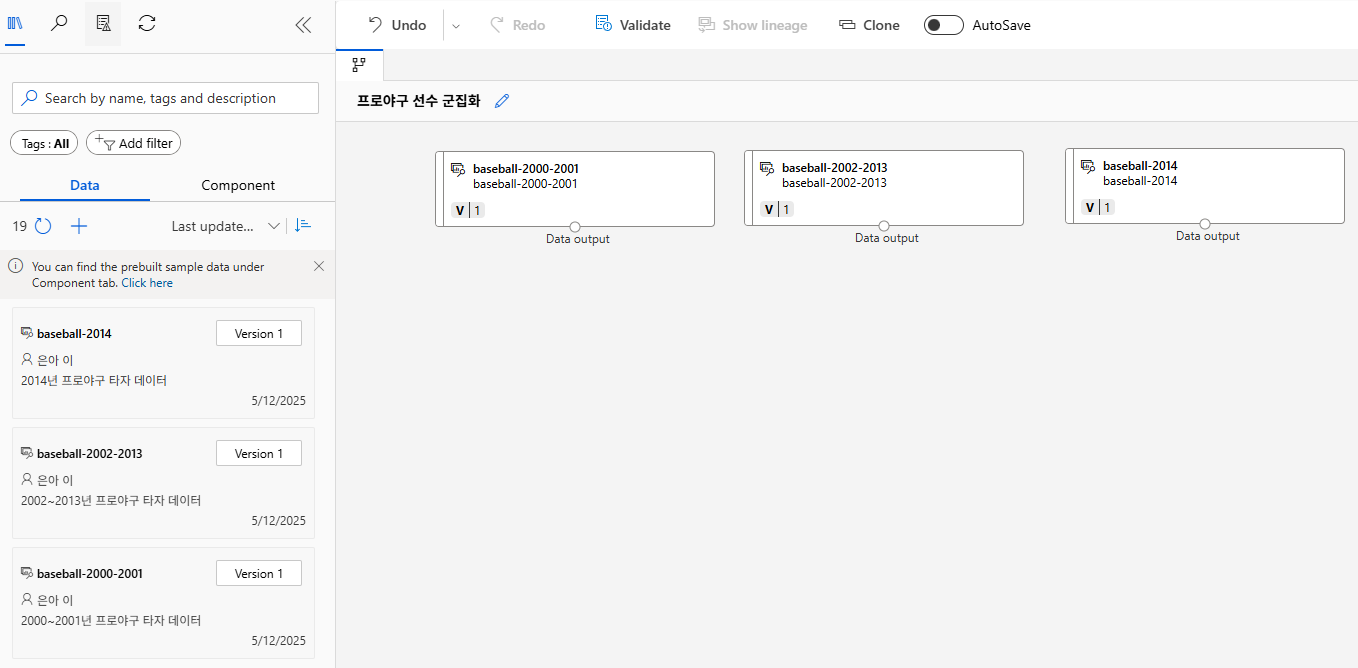 Undo
Redo
Validate
Show lineage
Clone
AutoSave
Search by name, tags and description
Tags : All
Add filter
Data
Component
19
Last update...
You can find the prebuilt sample data under
Component tab. Click here
baseball-2014
Version 1
은아 이
2014년 프로야구 타자 데이터
5/12/2025
baseball-2002-2013
Version 1
은아 이
2002~2013년 프로야구 타자 데이터
5/12/2025
baseball-2000-2001
Version 1
은아 이
2000~2001년 프로야구 타자 데이터
5/12/2025
프로야구 선수 군집화
baseball-2000-2001
baseball-2000-2001
V 1
Data output
baseball-2002-2013
baseball-2002-2013
V 1
Data output
baseball-2014
baseball-2014
V 1
Data output